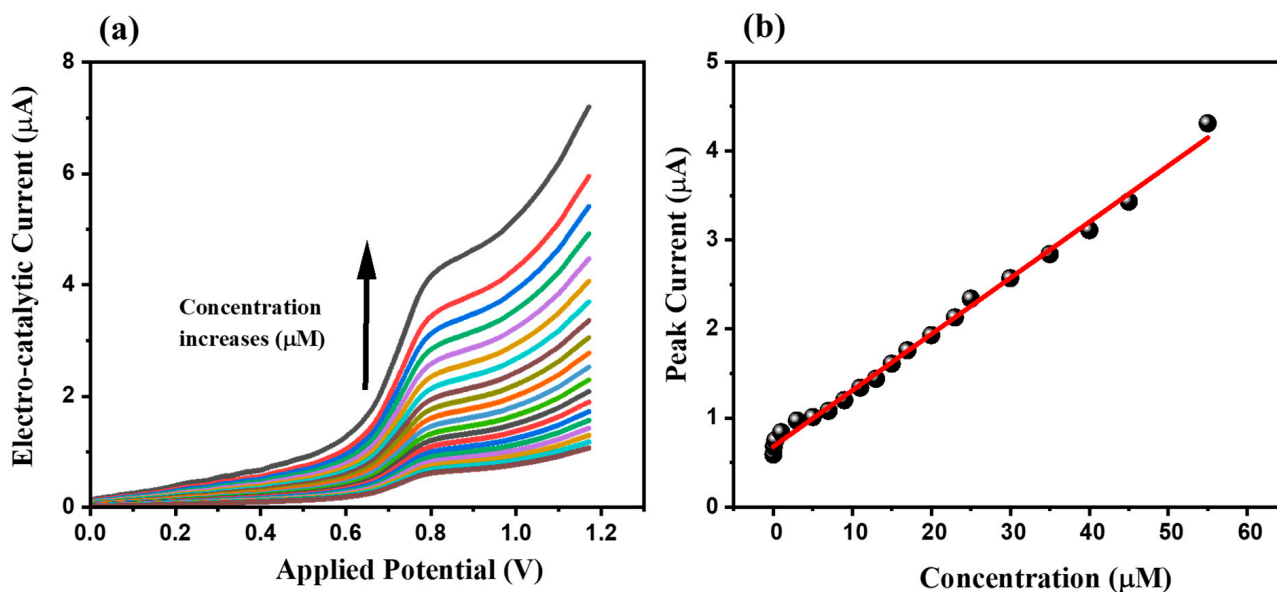 (a)
Electro-catalytic Current (μA)
8
6
4
2
0
Concentration
increases (μM)
0.0 0.2 0.4 0.6 0.8 1.0 1.2
Applied Potential (V)
(b)
Peak Current (μA)
5
4
3
2
1
0
0 10 20 30 40 50 60
Concentration (μM)